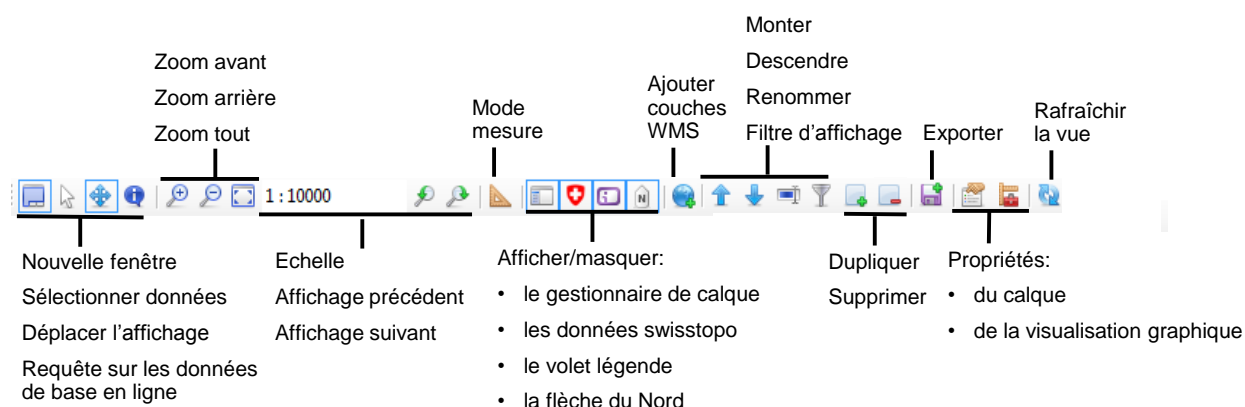 Monter
Descendre
Renommer
Filtre d'affichage
Zoom avant
Zoom arrière
Zoom tout
Mode
mesure
Ajouter
couches
WMS
Exporter
Rafraîchir
la vue
1:10000
N
Nouvelle fenêtre
Sélectionner données
Déplacer l'affichage
Requête sur les données
de base en ligne
Echelle
Affichage précédent
Affichage suivant
Afficher/masquer:
• le gestionnaire de calque
• les données swisstopo
• le volet légende
• la flèche du Nord
Dupliquer
Supprimer
Propriétés:
• du calque
• de la visualisation graphique